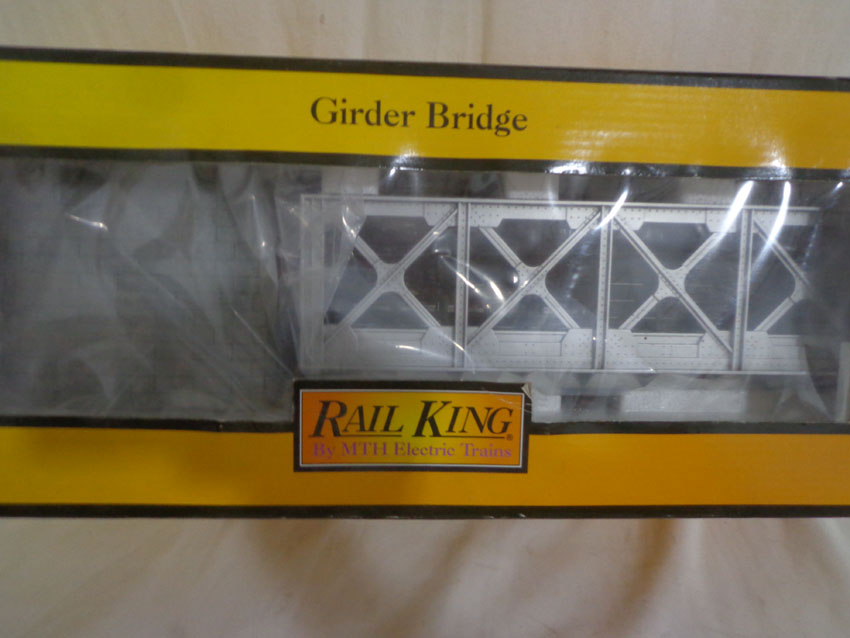 Girder Bridge
RAIL KING®
By MTH Electric Trains